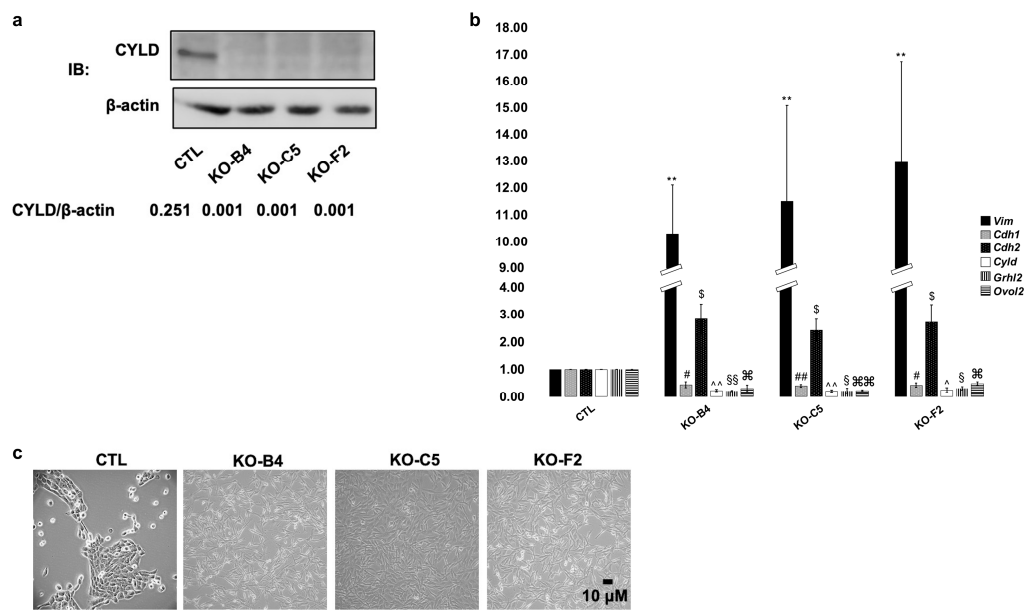 a
CYLD
IB:
β-actin
CTL
KO-B4
KO-C5
KO-F2
CYLD/β-actin 0.251 0.001 0.001 0.001
b
18.00
17.00
16.00
15.00
14.00
13.00
12.00
11.00
10.00
9.00
4.00
3.00
2.00
1.00
0.00
**
**
**
$
$
$
# ^^ §§ ⌘
## ^^ § ⌘⌘
# ^ § ⌘
CTL
KO-B4
KO-C5
KO-F2
Vim
Cdh1
Cdh2
Cyld
Grhl2
Ovol2
c
CTL KO-B4 KO-C5 KO-F2
10 µM